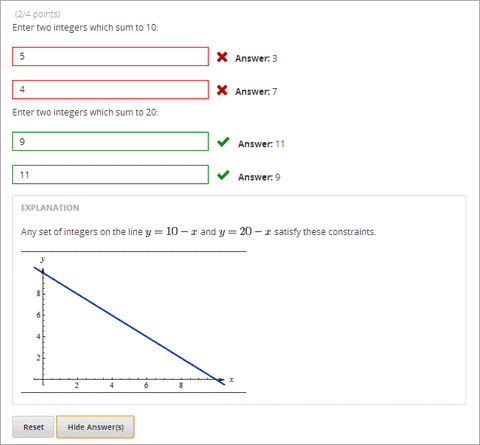 (2/4 points)
Enter two integers which sum to 10:
5 Answer: 3
4 Answer: 7
Enter two integers which sum to 20:
9 Answer: 11
11 Answer: 9
EXPLANATION
Any set of integers on the line y = 10 − x and y = 20 − x satisfy these constraints.
y
8
6
4
2
2 4 6 8 x
Reset Hide Answer(s)